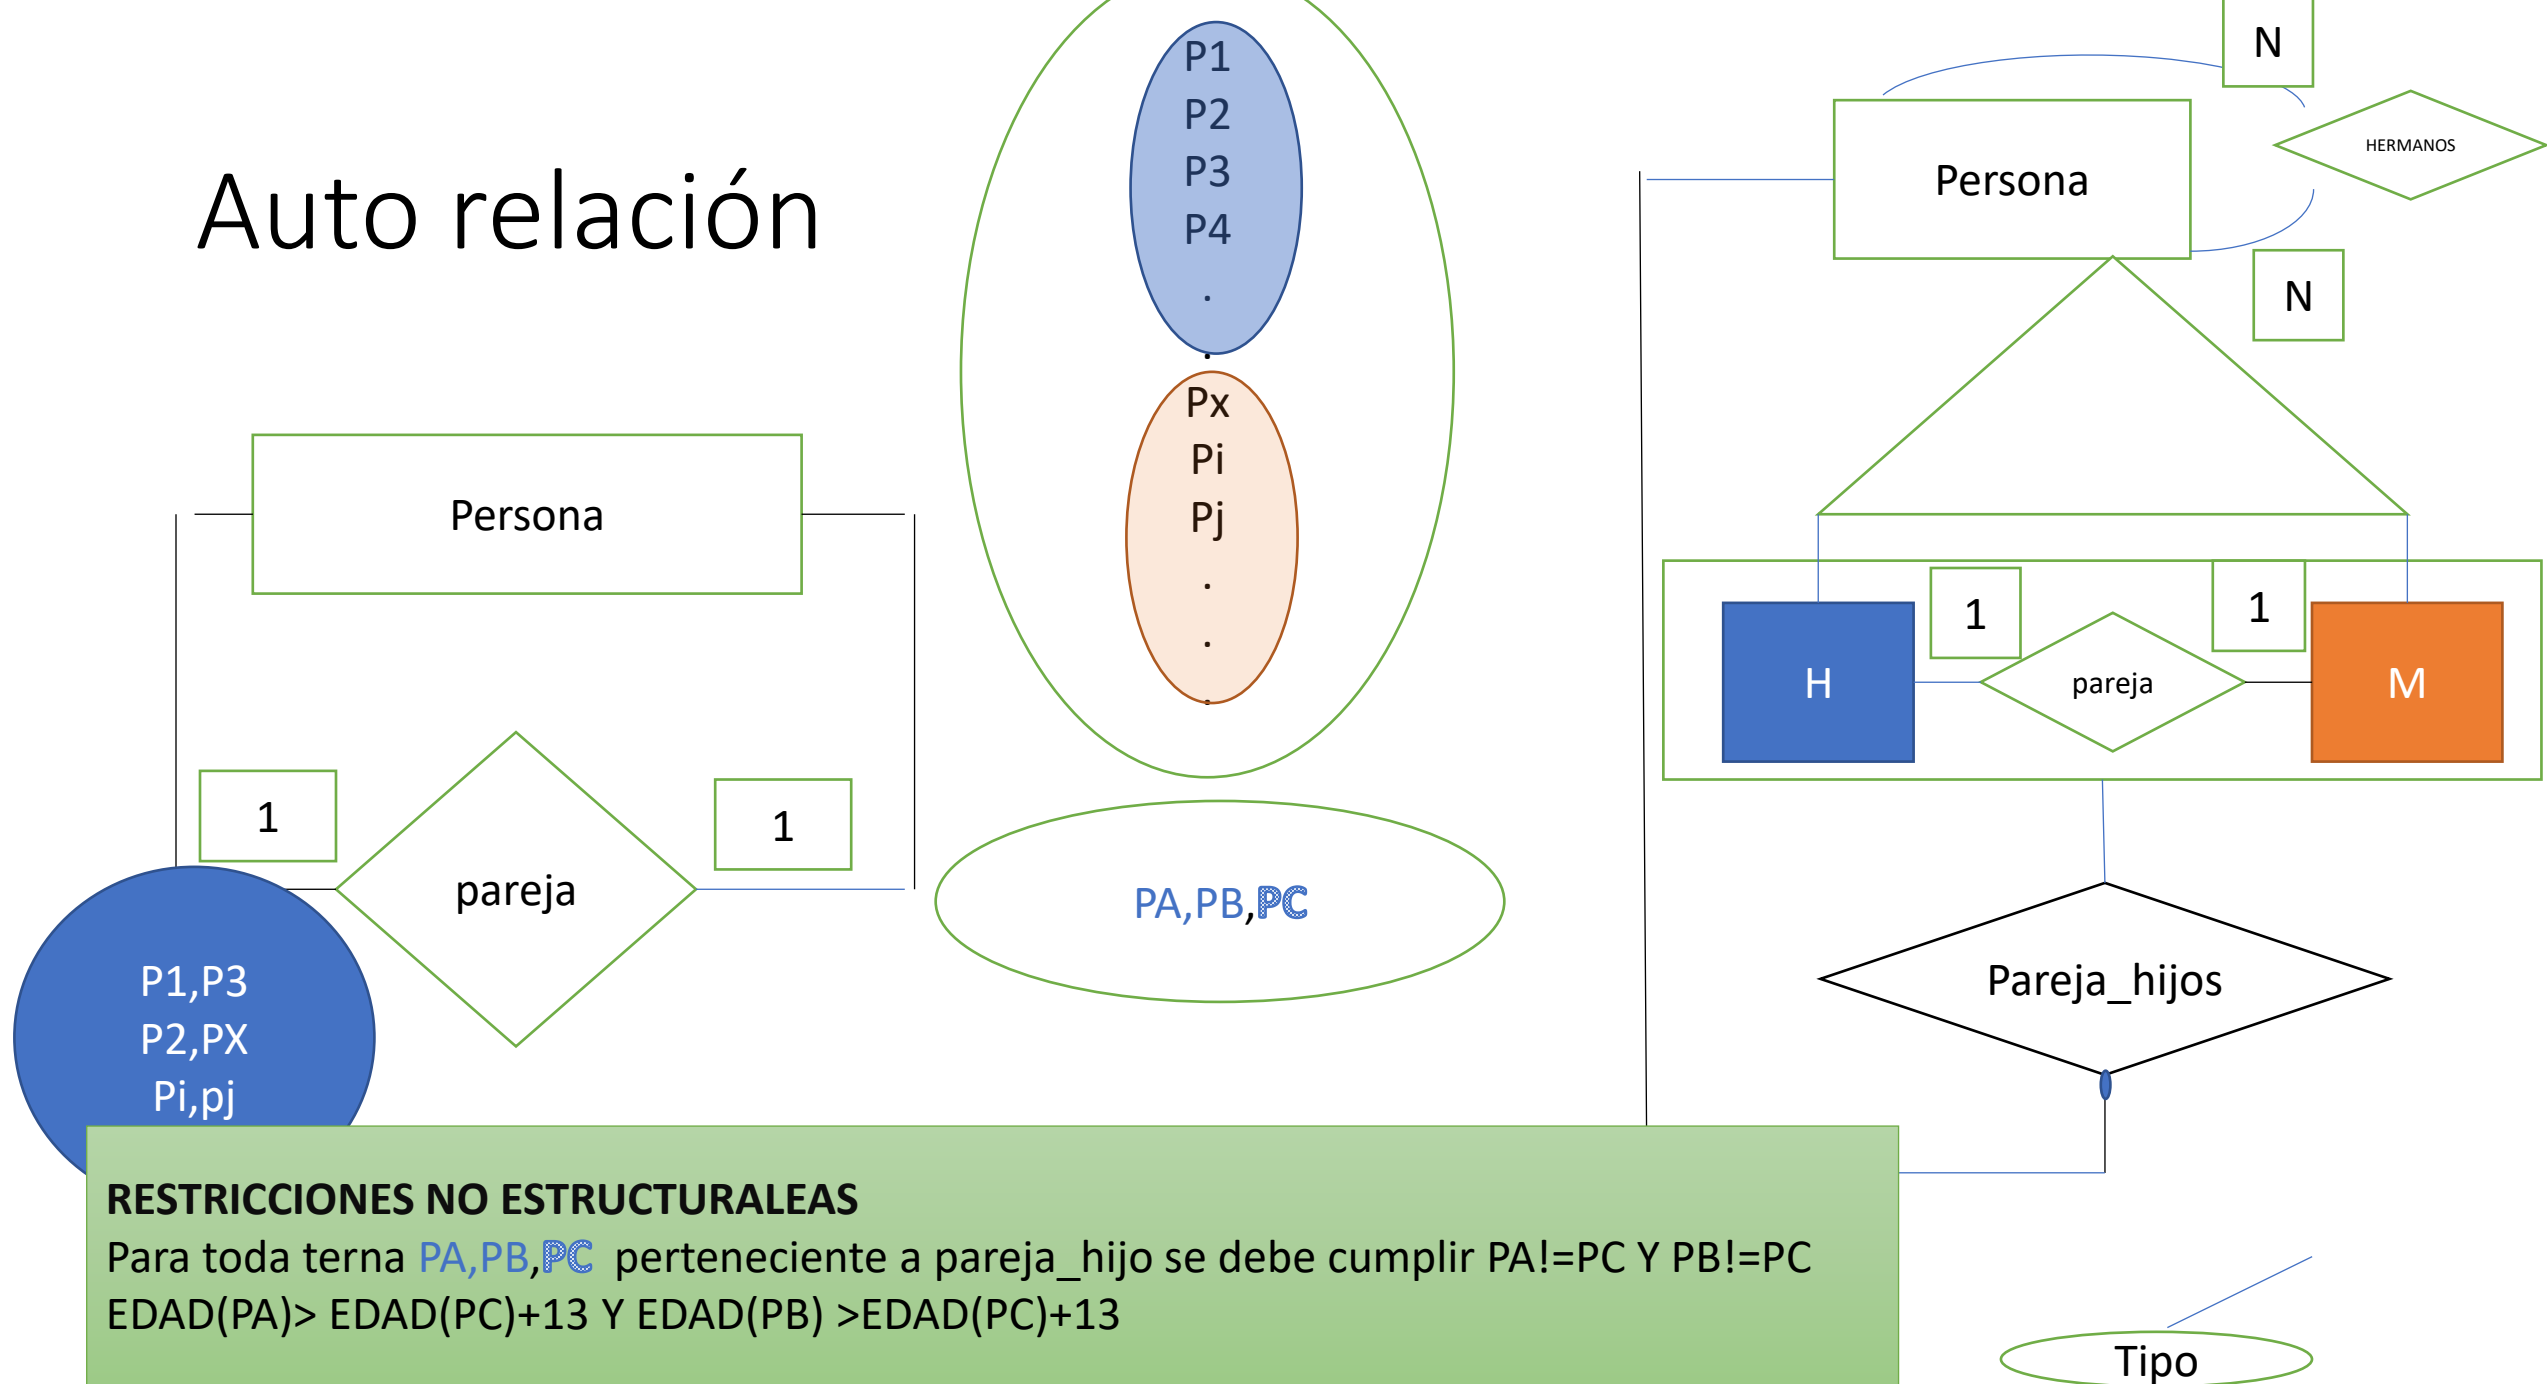 Auto relación
Persona
1
pareja
1
P1,P3
P2,PX
Pi,pj
P1
P2
P3
P4
.
.
Px
Pi
Pj
.
.
.
PA,PB,PC
N
HERMANOS
Persona
N
1
1
H
pareja
M
Pareja_hijos
RESTRICCIONES NO ESTRUCTURALEAS
Para toda terna PA,PB,PC perteneciente a pareja_hijo se debe cumplir PA!=PC Y PB!=PC
EDAD(PA)> EDAD(PC)+13 Y EDAD(PB) >EDAD(PC)+13
Tipo